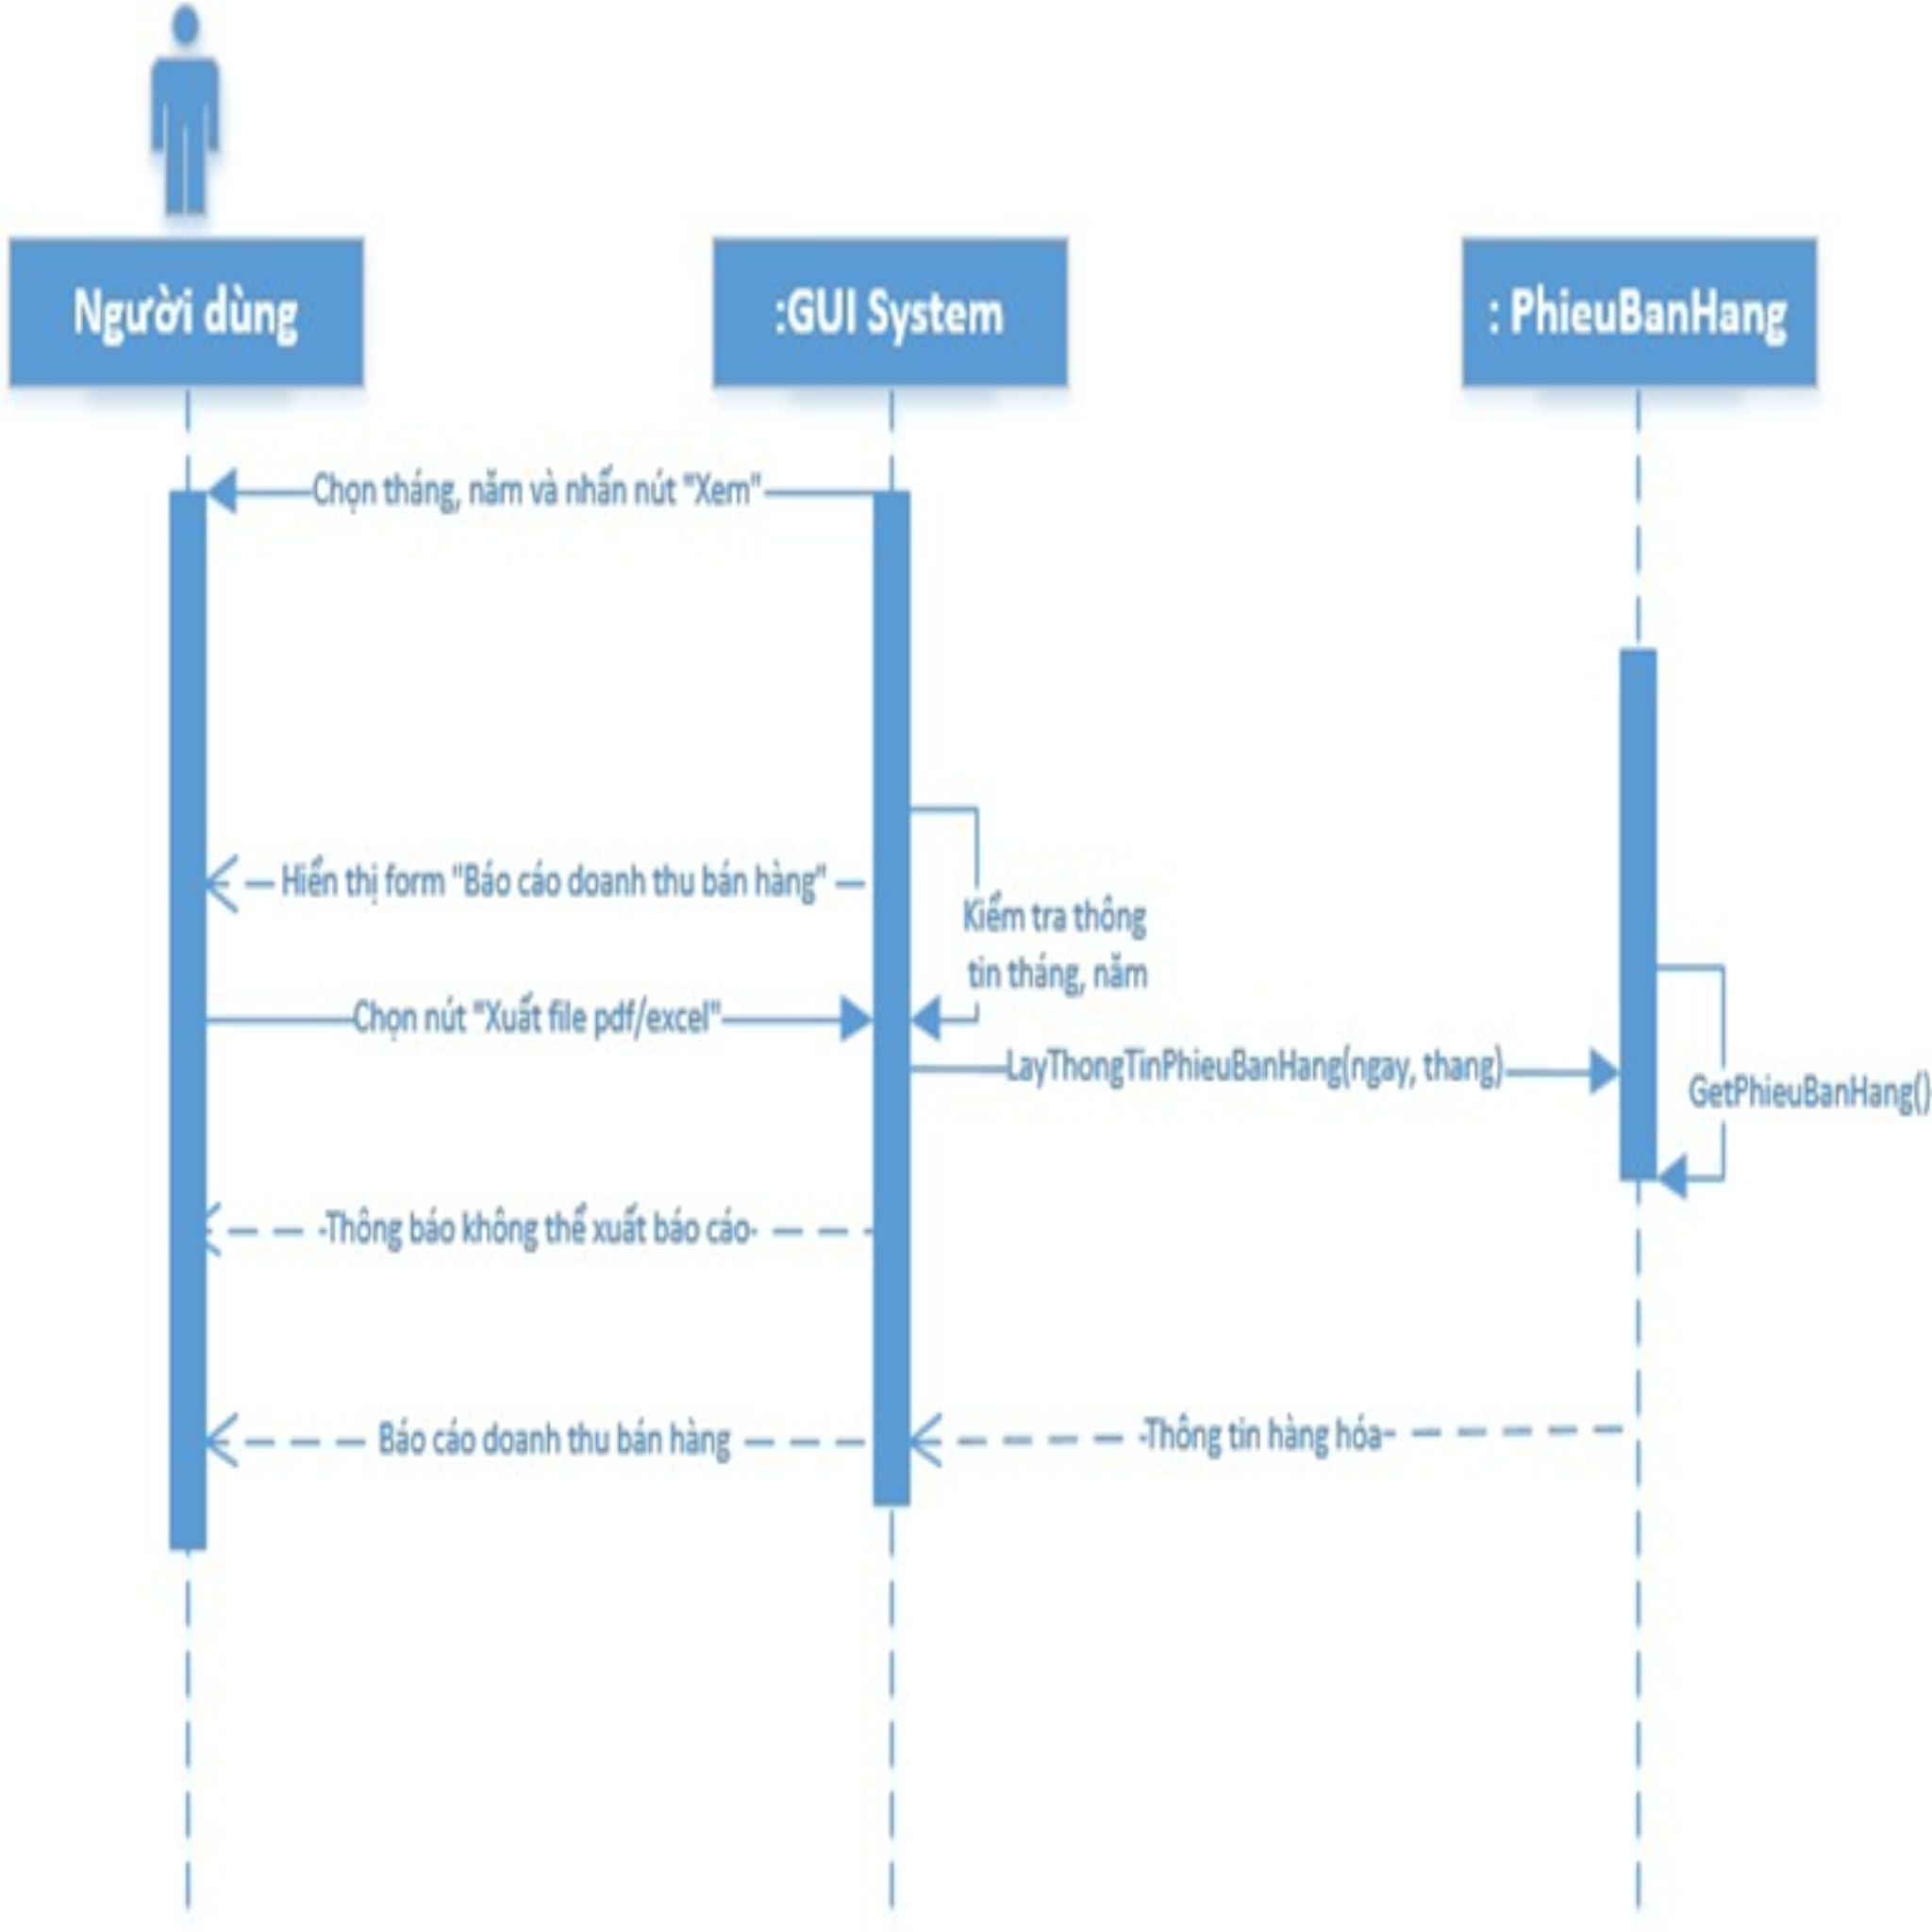 Người dùng
:GUI System
: PhieuBanHang
Chọn tháng, năm và nhấn nút "Xem"
Hiển thị form "Báo cáo doanh thu bán hàng"
Kiểm tra thông
tin tháng, năm
Chọn nút "Xuất file pdf/excel"
LayThongTinPhieuBanHang(ngay, thang)
GetPhieuBanHang()
Thông báo không thể xuất báo cáo
Báo cáo doanh thu bán hàng
Thông tin hàng hóa